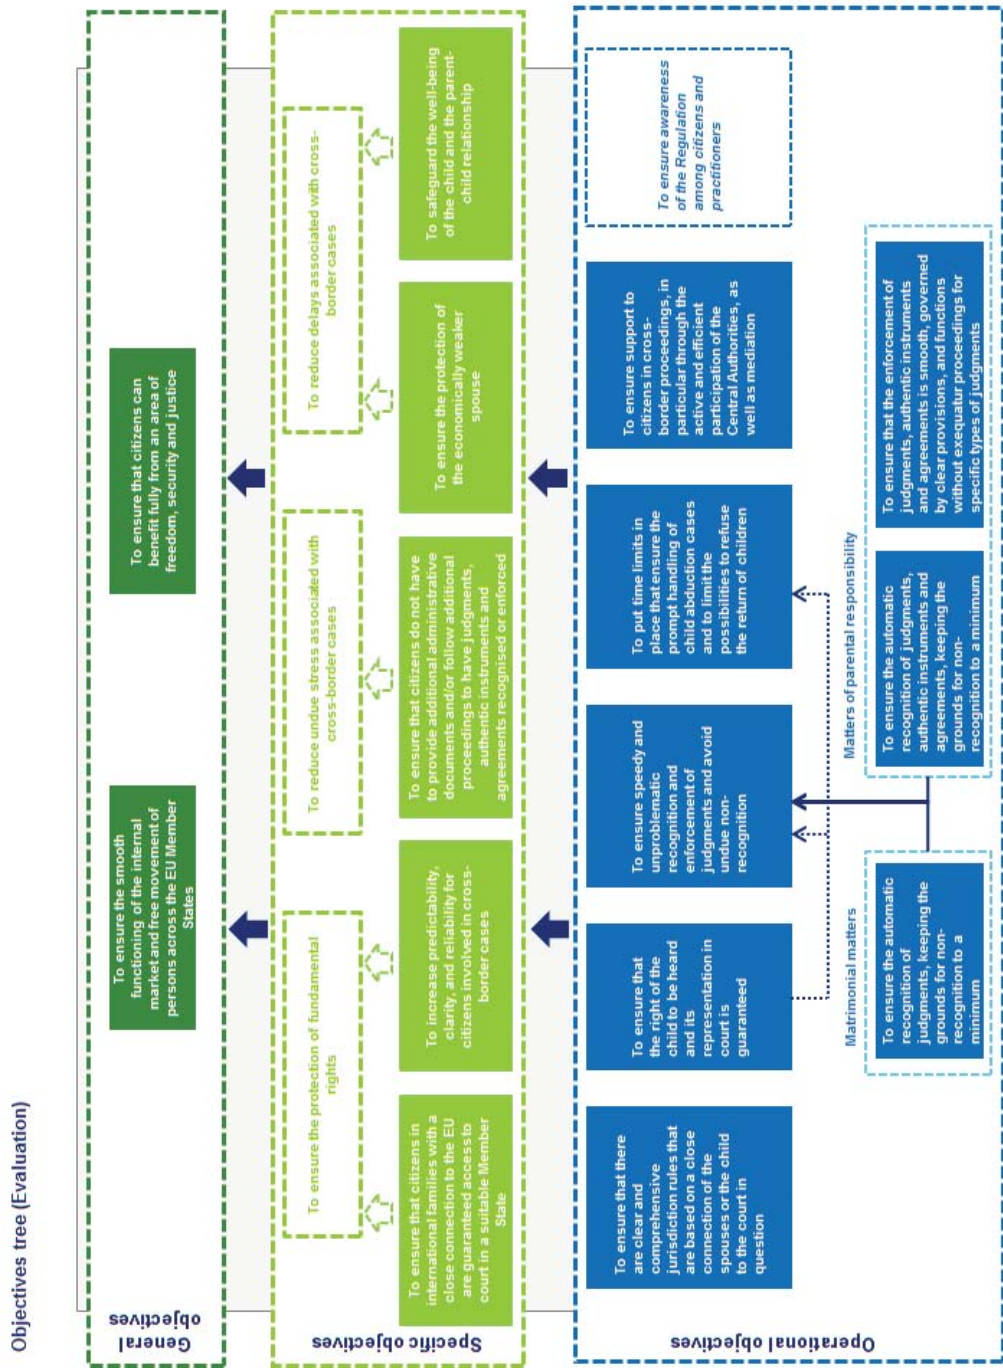 Objectives tree (Evaluation)
General
objectives
To ensure the smooth
functioning of the internal
market and free movement of
persons across the EU Member
States
To ensure that citizens can
benefit fully from an area of
freedom, security and justice
Specific objectives
To ensure the protection of fundamental
rights
To reduce undue stress associated with
cross-border cases
To reduce delays associated with cross-
border cases
To ensure that citizens in
international families with a
close connection to the EU
are guaranteed access to
court in a suitable Member
State
To increase predictability,
clarity, and reliability for
citizens involved in cross-
border cases
To ensure that citizens do not have
to provide additional administrative
documents and/or follow additional
proceedings to have judgments,
authentic instruments and
agreements recognised or enforced
To ensure the protection of
the economically weaker
spouse
To safeguard the well-being
of the child and the parent-
child relationship
Operational objectives
To ensure that there
are clear and
comprehensive
jurisdiction rules that
are based on a close
connection of the
spouses or the child
to the court in
question
To ensure that
the right of the
child to be heard
and its
representation in
court is
guaranteed
To ensure speedy and
unproblematic
recognition and
enforcement of
judgments and avoid
undue non-
recognition
To put time limits in
place that ensure the
prompt handling of
child abduction cases
and to limit the
possibilities to refuse
the return of children
To ensure support to
citizens in cross-
border proceedings, in
particular through the
active and efficient
participation of the
Central Authorities, as
well as mediation
To ensure awareness
of the Regulation
among citizens and
practitioners
Matrimonial matters
Matters of parental responsibility
To ensure the automatic
recognition of
judgments, keeping the
grounds for non-
recognition to a
minimum
To ensure the automatic
recognition of judgments,
authentic instruments and
agreements, keeping the
grounds for non-
recognition to a minimum
To ensure that the enforcement of
judgments, authentic instruments
and agreements is smooth, governed
by clear provisions, and functions
without exequatur proceedings for
specific types of judgments